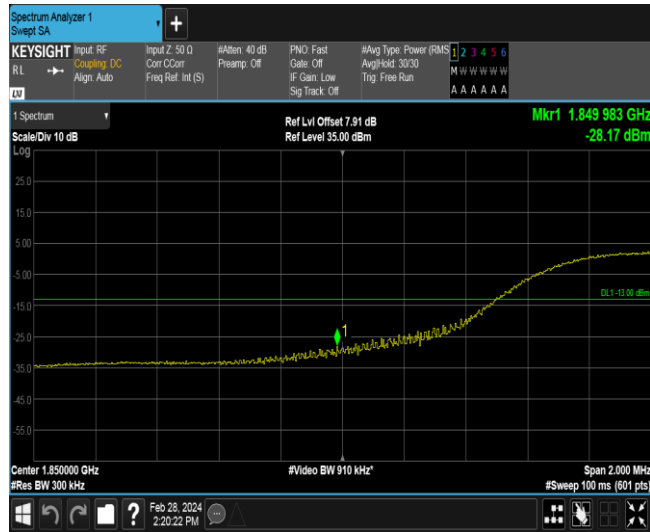 Spectrum Analyzer 1
Swept SA
+
KEYSIGHT
RL
LXI
Input: RF
Coupling: DC
Align: Auto
Input Z: 50 Ω
Corr CCorr
Freq Ref: Int (S)
#Atten: 40 dB
Preamp: Off
PNO: Fast
Gate: Off
IF Gain: Low
Sig Track: Off
#Avg Type: Power (RMS
Avg|Hold: 30/30
Trig: Free Run
1 2 3 4 5 6
M W W W W W
A A A A A A
1 Spectrum
Scale/Div 10 dB
Log
Ref Lvl Offset 7.91 dB
Ref Level 35.00 dBm
Mkr1 1.849 983 GHz
-28.17 dBm
25.0
15.0
5.00
-5.00
-15.0
-25.0
-35.0
-45.0
-55.0
DL1 -13.00 dBm
1
Center 1.850000 GHz
#Res BW 300 kHz
#Video BW 910 kHz*
Span 2.000 MHz
#Sweep 100 ms (601 pts)
?
Feb 28, 2024
2:20:22 PM